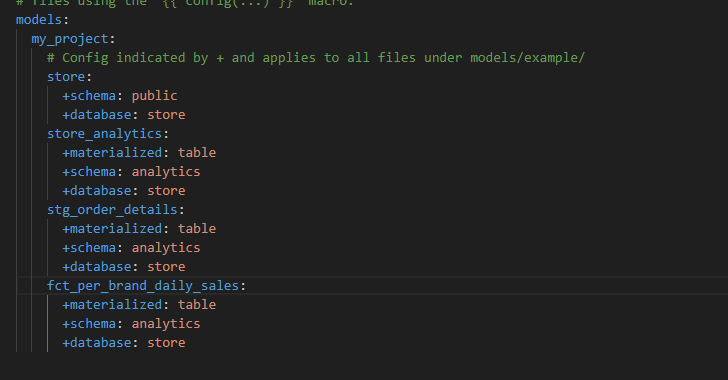 # files using the `{{ config(...) }}` macro.
models:
  my_project:
    # Config indicated by + and applies to all files under models/example/
    store:
      +schema: public
      +database: store
    store_analytics:
      +materialized: table
      +schema: analytics
      +database: store
    stg_order_details:
      +materialized: table
      +schema: analytics
      +database: store
    fct_per_brand_daily_sales:
      +materialized: table
      +schema: analytics
      +database: store